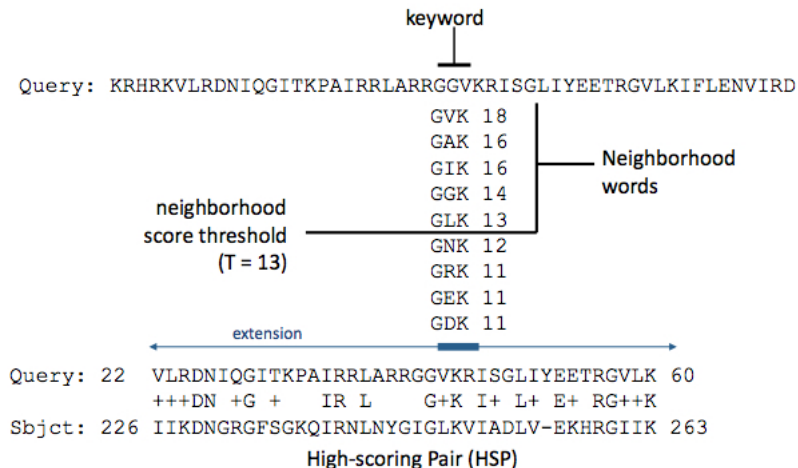 keyword
Query: KRHRKVLRDNIQGITKPAIRRLARRGGVKRISGLIYEETRGVLKIFLENVIRD
GVK 18
GAK 16
GIK 16
GGK 14
GLK 13
GNK 12
GRK 11
GEK 11
GDK 11
Neighborhood
words
neighborhood
score threshold
(T = 13)
extension
Query: 22 VLRDNIQGITKPAIRRLARRGGVKRISGLIYEETRGVLK 60
+++DN +G + IR L G+K I+ L+ E+ RG++K
Sbjct: 226 IIKDNGRGFSGKQIRNLNYGIGLKVIADLV-EKHRGIIK 263
High-scoring Pair (HSP)